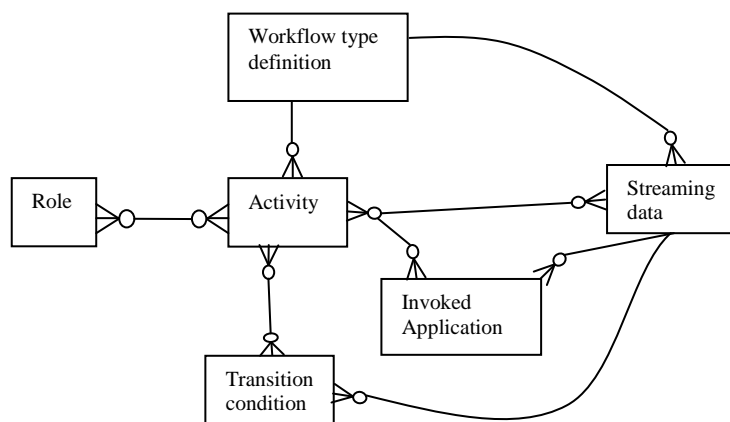 Workflow type
definition
Role
Activity
Streaming
data
Invoked
Application
Transition
condition